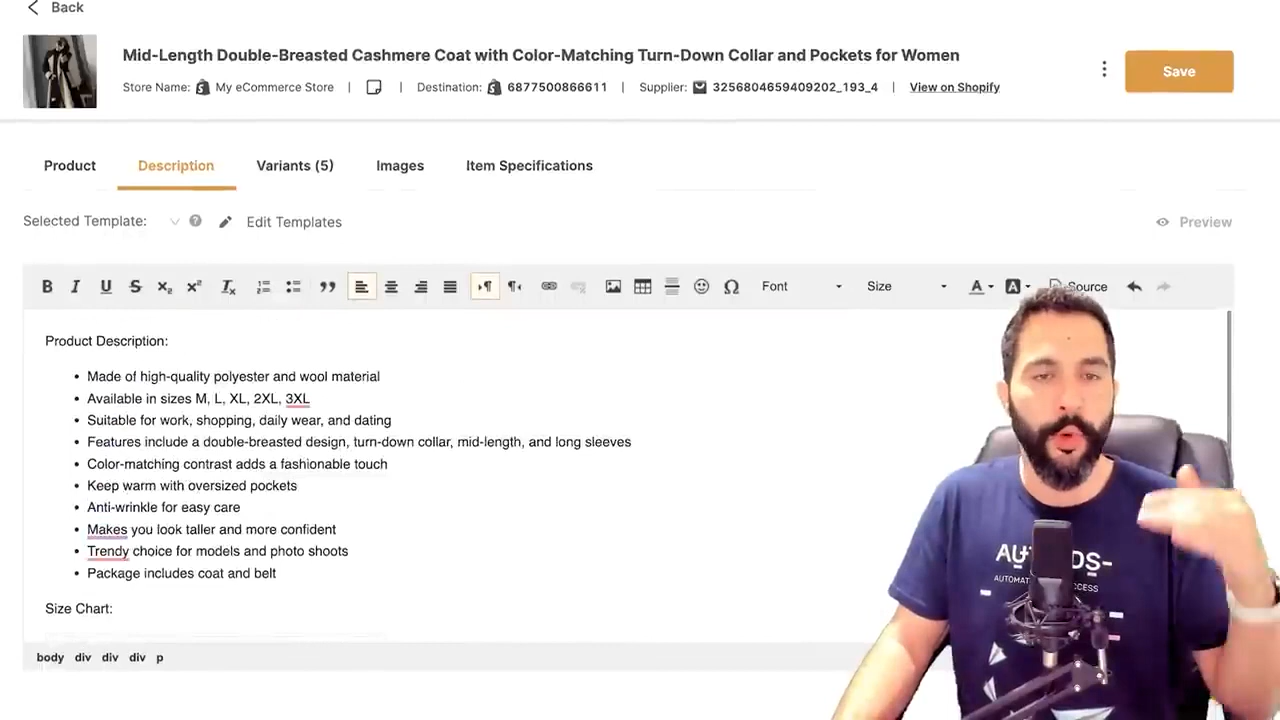 Back
Mid-Length Double-Breasted Cashmere Coat with Color-Matching Turn-Down Collar and Pockets for Women
Save
Store Name: My eCommerce Store | | Destination: 6877500866611 | Supplier: 3256804659409202_193_4 | View on Shopify
Product Description Variants (5) Images Item Specifications
Selected Template: Edit Templates Preview
Font Size Source
Product Description:
• Made of high-quality polyester and wool material
• Available in sizes M, L, XL, 2XL, 3XL
• Suitable for work, shopping, daily wear, and dating
• Features include a double-breasted design, turn-down collar, mid-length, and long sleeves
• Color-matching contrast adds a fashionable touch
• Keep warm with oversized pockets
• Anti-wrinkle for easy care
• Makes you look taller and more confident
• Trendy choice for models and photo shoots
• Package includes coat and belt
Size Chart:
body div div div p